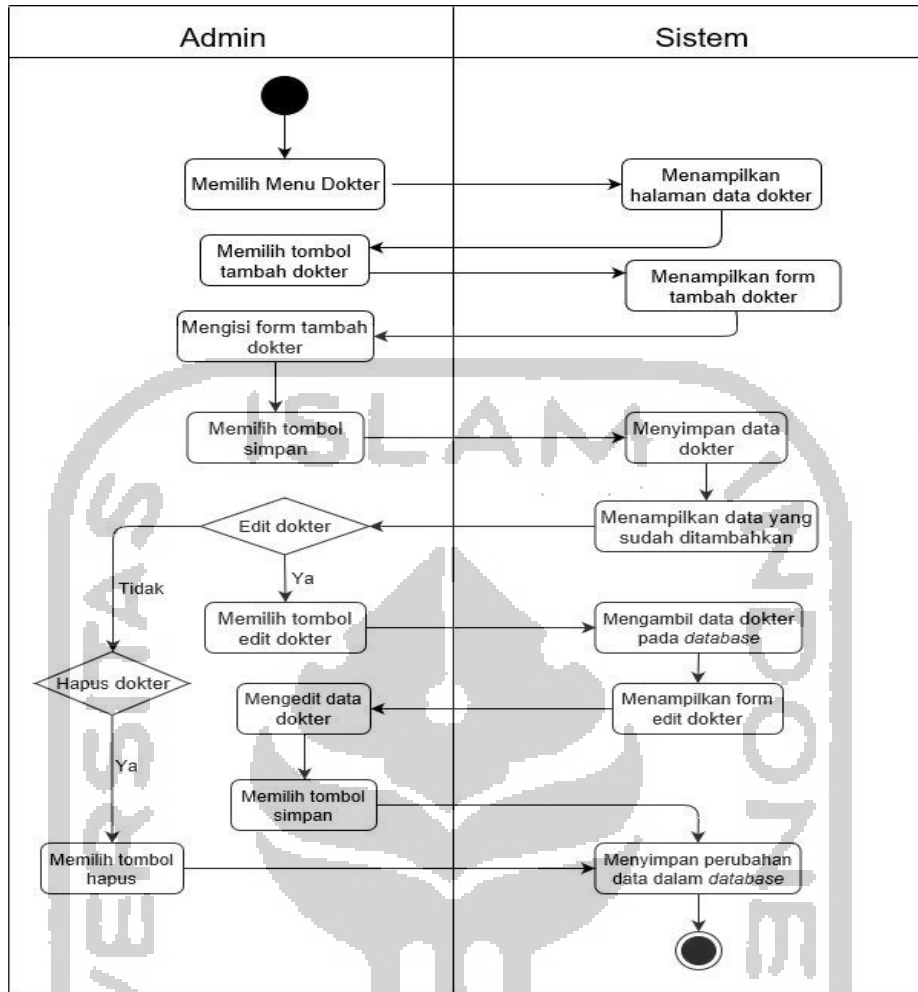 Admin
Sistem
Memilih Menu Dokter
Menampilkan
halaman data dokter
Memilih tombol
tambah dokter
Menampilkan form
tambah dokter
Mengisi form tambah
dokter
Memilih tombol
simpan
Menyimpan data
dokter
Menampilkan data yang
sudah ditambahkan
Edit dokter
Ya
Tidak
Memilih tombol
edit dokter
Mengambil data dokter
pada database
Menampilkan form
edit dokter
Mengedit data
dokter
Hapus dokter
Ya
Memilih tombol
simpan
Memilih tombol
hapus
Menyimpan perubahan
data dalam database
ISLAM
VERSITAS
INDONE